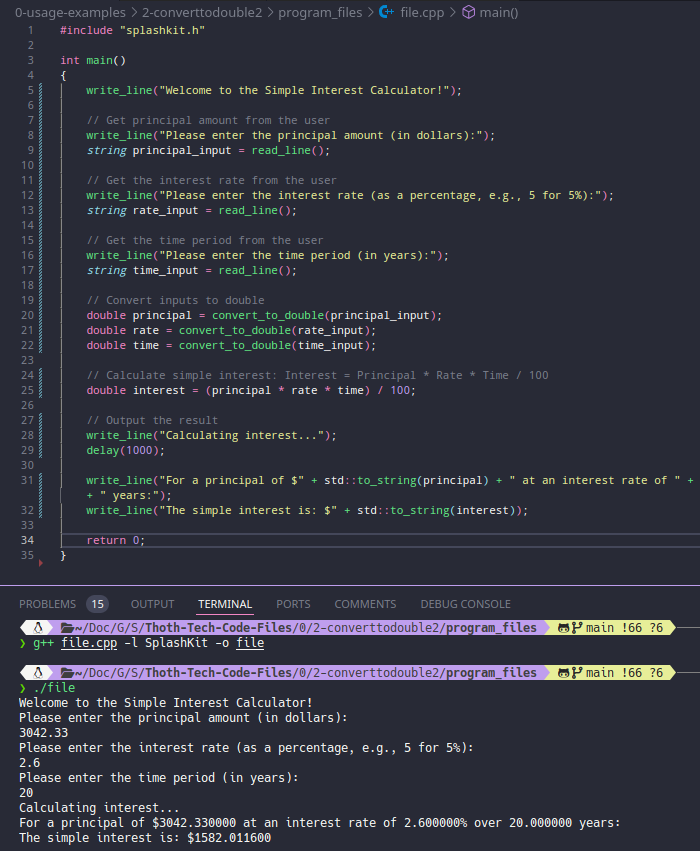 0-usage-examples > 2-converttodouble2 > program_files > file.cpp > main()
1 #include "splashkit.h"
2
3 int main()
4 {
5 write_line("Welcome to the Simple Interest Calculator!");
6
7 // Get principal amount from the user
8 write_line("Please enter the principal amount (in dollars):");
9 string principal_input = read_line();
10
11 // Get the interest rate from the user
12 write_line("Please enter the interest rate (as a percentage, e.g., 5 for 5%):");
13 string rate_input = read_line();
14
15 // Get the time period from the user
16 write_line("Please enter the time period (in years):");
17 string time_input = read_line();
18
19 // Convert inputs to double
20 double principal = convert_to_double(principal_input);
21 double rate = convert_to_double(rate_input);
22 double time = convert_to_double(time_input);
23
24 // Calculate simple interest: Interest = Principal * Rate * Time / 100
25 double interest = (principal * rate * time) / 100;
26
27 // Output the result
28 write_line("Calculating interest...");
29 delay(1000);
30
31 write_line("For a principal of $" + std::to_string(principal) + " at an interest rate of " +
+ " years:");
32 write_line("The simple interest is: $" + std::to_string(interest));
33
34 return 0;
35 }
PROBLEMS 15 OUTPUT TERMINAL PORTS COMMENTS DEBUG CONSOLE
~/Doc/G/S/Thoth-Tech-Code-Files/0/2-converttodouble2/program_files main !66 ?6
❯ g++ file.cpp -l SplashKit -o file
~/Doc/G/S/Thoth-Tech-Code-Files/0/2-converttodouble2/program_files main !66 ?6
❯ ./file
Welcome to the Simple Interest Calculator!
Please enter the principal amount (in dollars):
3042.33
Please enter the interest rate (as a percentage, e.g., 5 for 5%):
2.6
Please enter the time period (in years):
20
Calculating interest...
For a principal of $3042.330000 at an interest rate of 2.600000% over 20.000000 years:
The simple interest is: $1582.011600